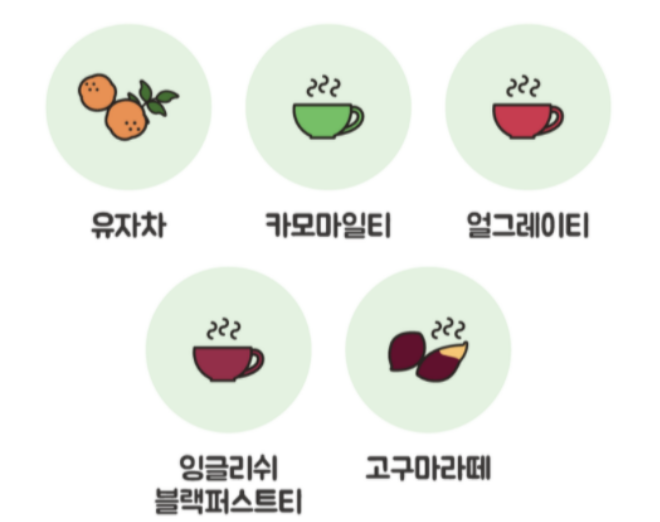 유자차
카모마일티
얼그레이티
잉글리쉬
블랙퍼스트티
고구마라떼